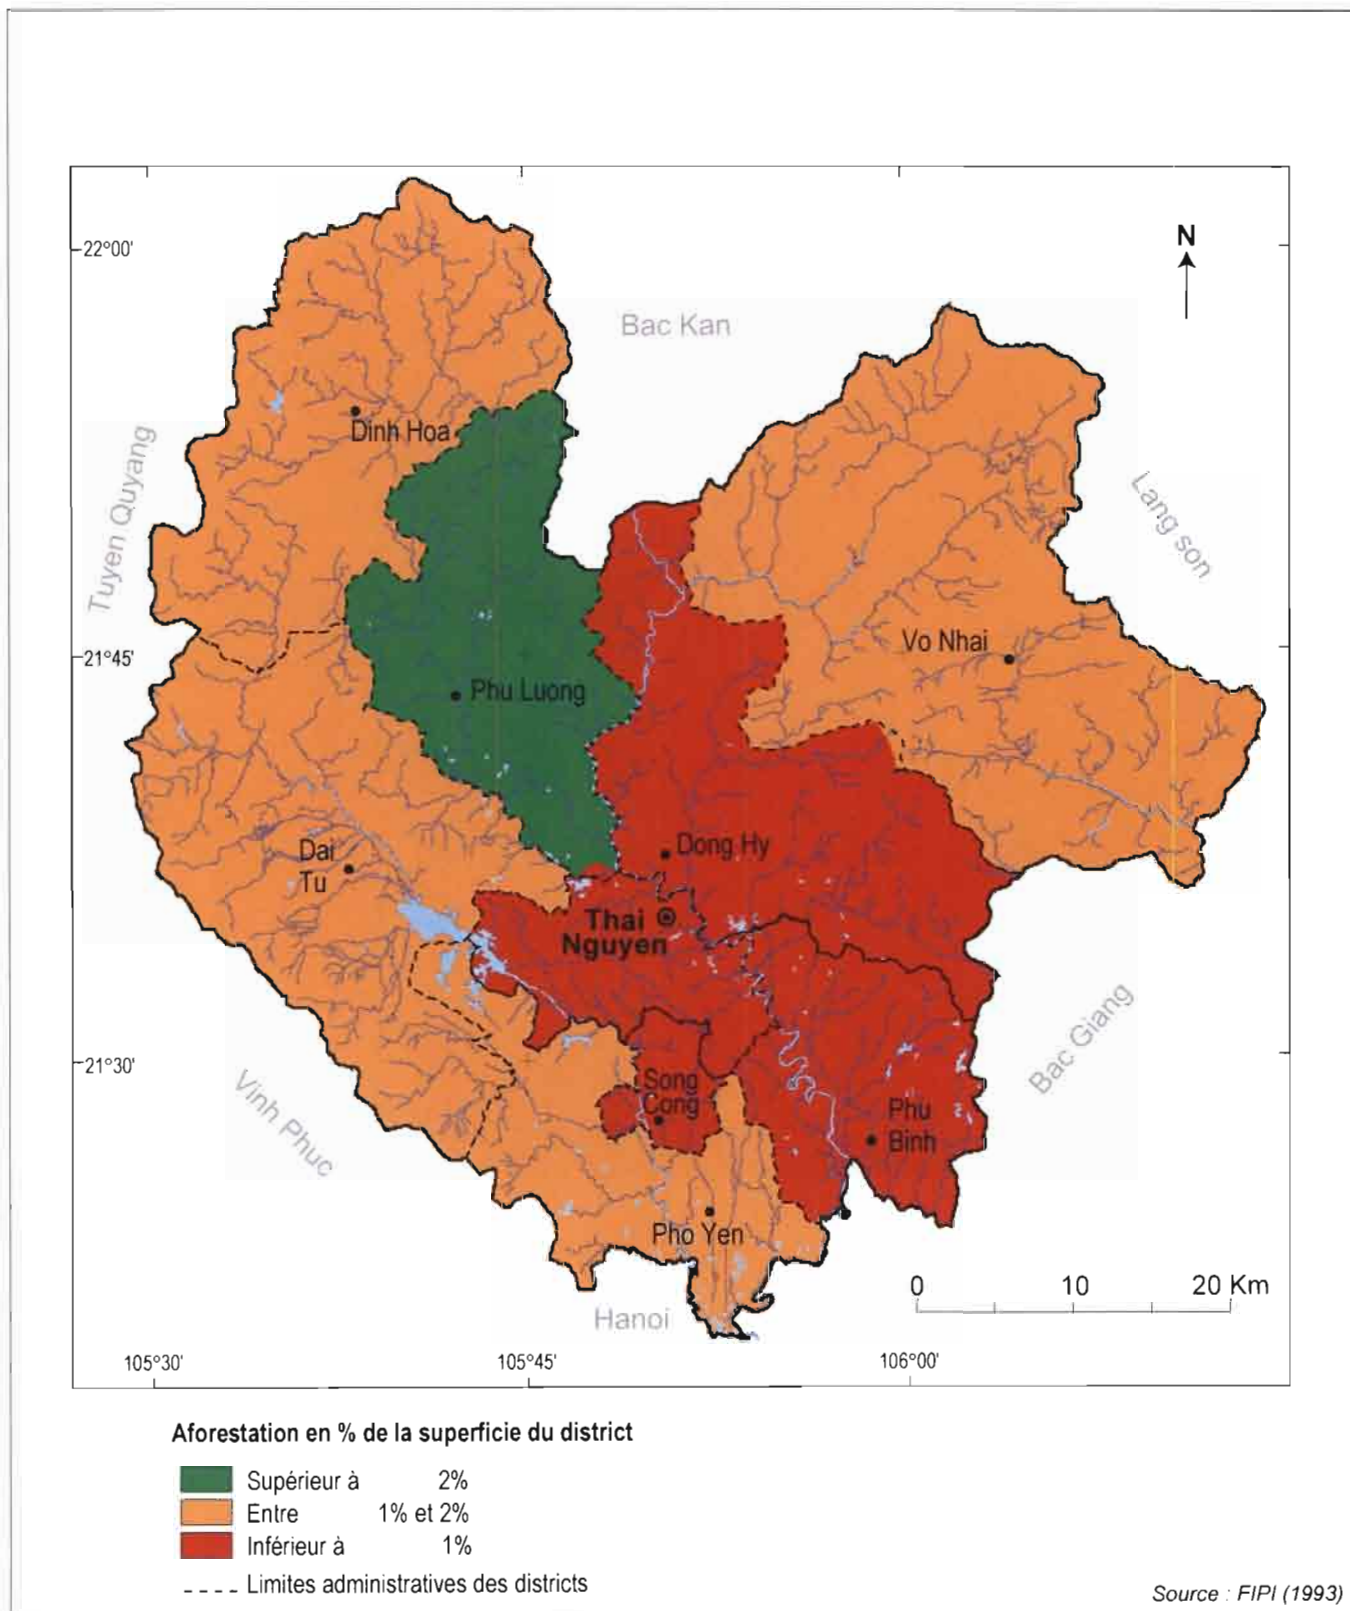 N
22°00'
Bac Kan
Dinh Hoa
Tuyen Quyang
Lang son
21°45'
Vo Nhai
Phu Luong
Dai
Tu
Dong Hy
Thai
Nguyen
Bac Giang
21°30'
Song
Cong
Vinh Phuc
Phu
Binh
Pho Yen
0 10 20 Km
Hanoi
105°30' 105°45' 106°00'
Aforestation en % de la superficie du district
Supérieur à 2%
Entre 1% et 2%
Inférieur à 1%
Limites administratives des districts
Source : FIPI (1993)